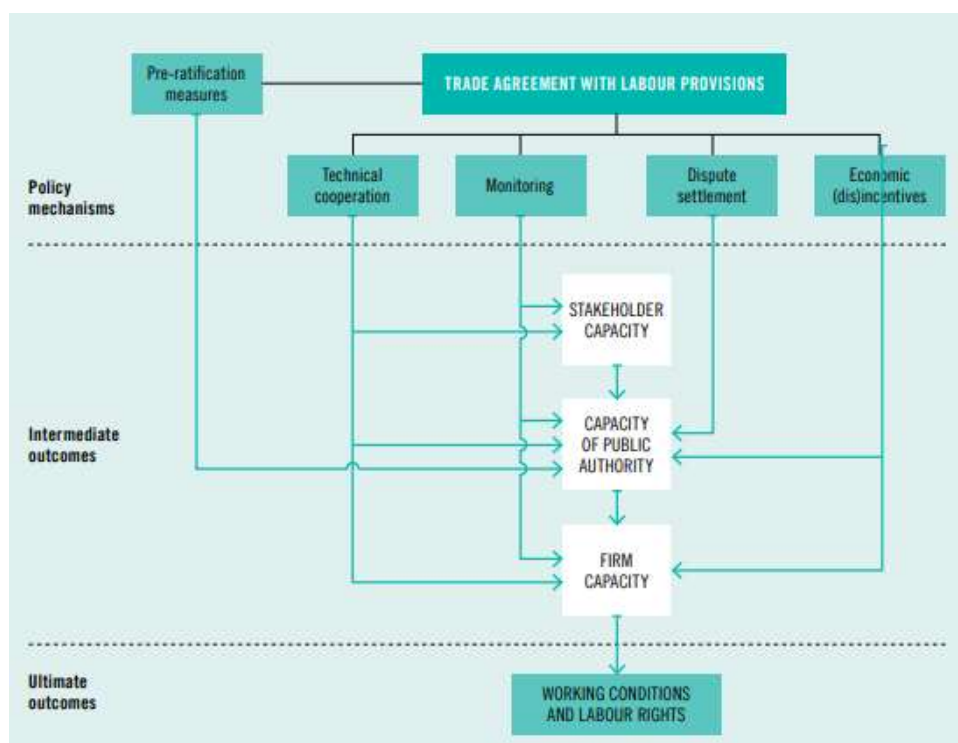 Pre-ratification
measures
TRADE AGREEMENT WITH LABOUR PROVISIONS
Policy
mechanisms
Technical
cooperation
Monitoring
Dispute
settlement
Economic
(dis)incentives
STAKEHOLDER
CAPACITY
Intermediate
outcomes
CAPACITY
OF PUBLIC
AUTHORITY
FIRM
CAPACITY
Ultimate
outcomes
WORKING CONDITIONS
AND LABOUR RIGHTS